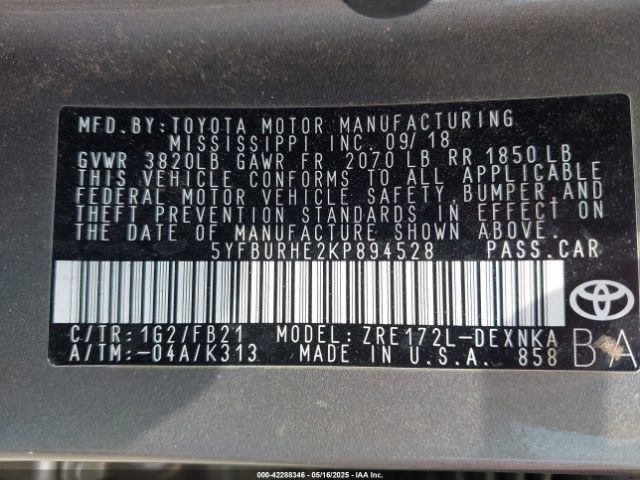 MFD.BY:TOYOTA MOTOR MANUFACTURING
MISSISSIPPI INC. 09/18
GVWR 3820LB GAWR FR 2070 LB RR 1850 LB
THIS VEHICLE CONFORMS TO ALL APPLICABLE
FEDERAL MOTOR VEHICLE SAFETY,BUMPER,AND
THEFT PREVENTION STANDARDS IN EFFECT ON
THE DATE OF MANUFACTURE SHOWN ABOVE.
5YFBURHE2KP894528 PASS.CAR
C/TR:1G2/FB21 MODEL:ZRE172L-DEXNKA
A/TM:-04A/K313 MADE IN U.S.A. 858
BA
000-42288346 - 05/16/2025 - IAA, Inc.